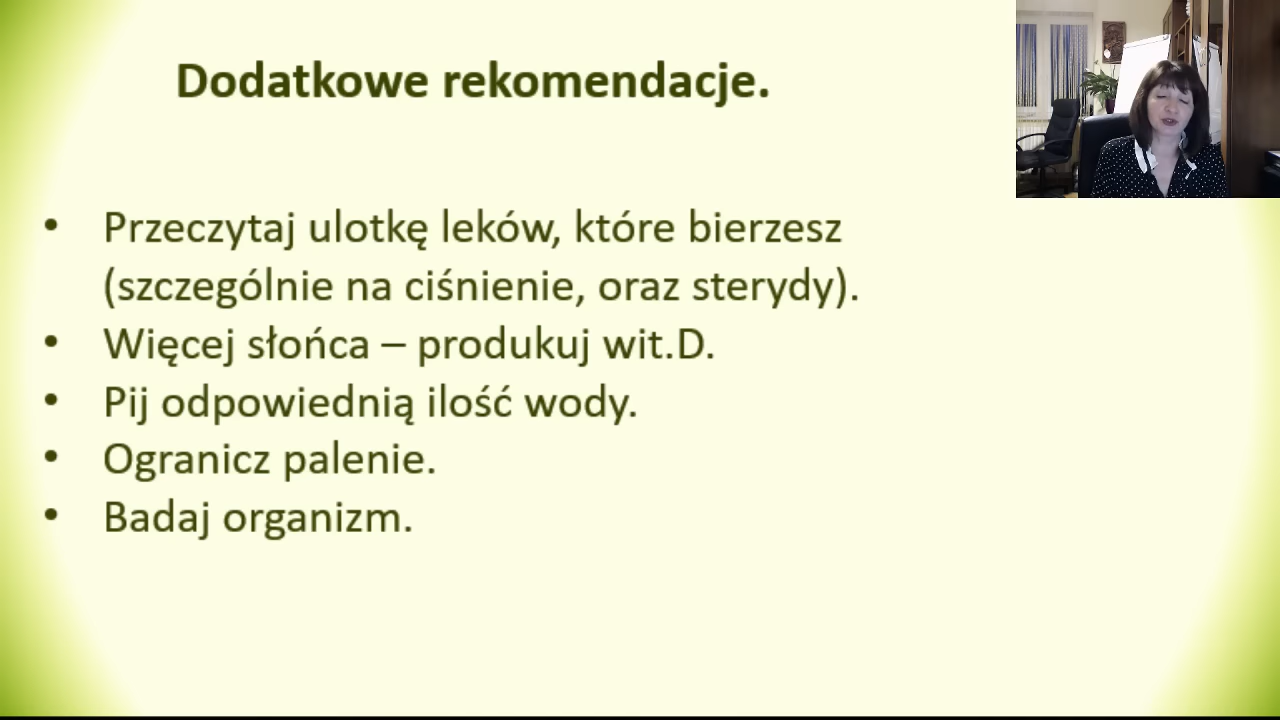 Dodatkowe rekomendacje.
• Przeczytaj ulotkę leków, które bierzesz
(szczególnie na ciśnienie, oraz sterydy).
• Więcej słońca – produkuj wit.D.
• Pij odpowiednią ilość wody.
• Ogranicz palenie.
• Badaj organizm.